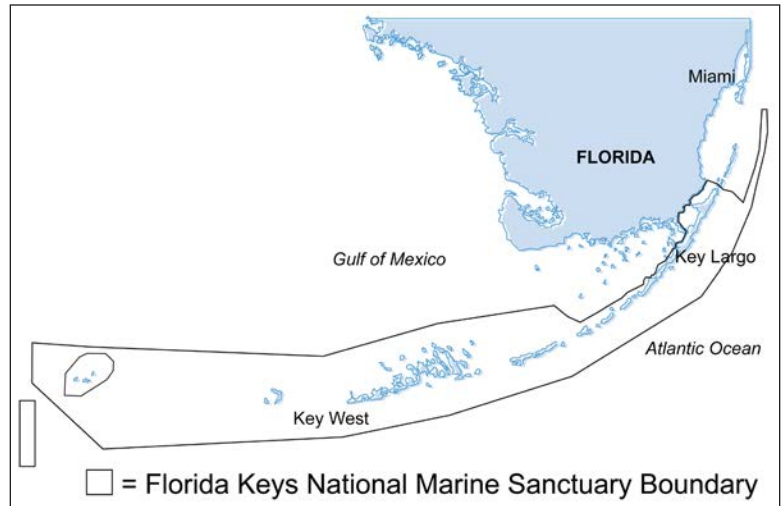 Miami
FLORIDA
Gulf of Mexico
Key Largo
Atlantic Ocean
Key West
= Florida Keys National Marine Sanctuary Boundary